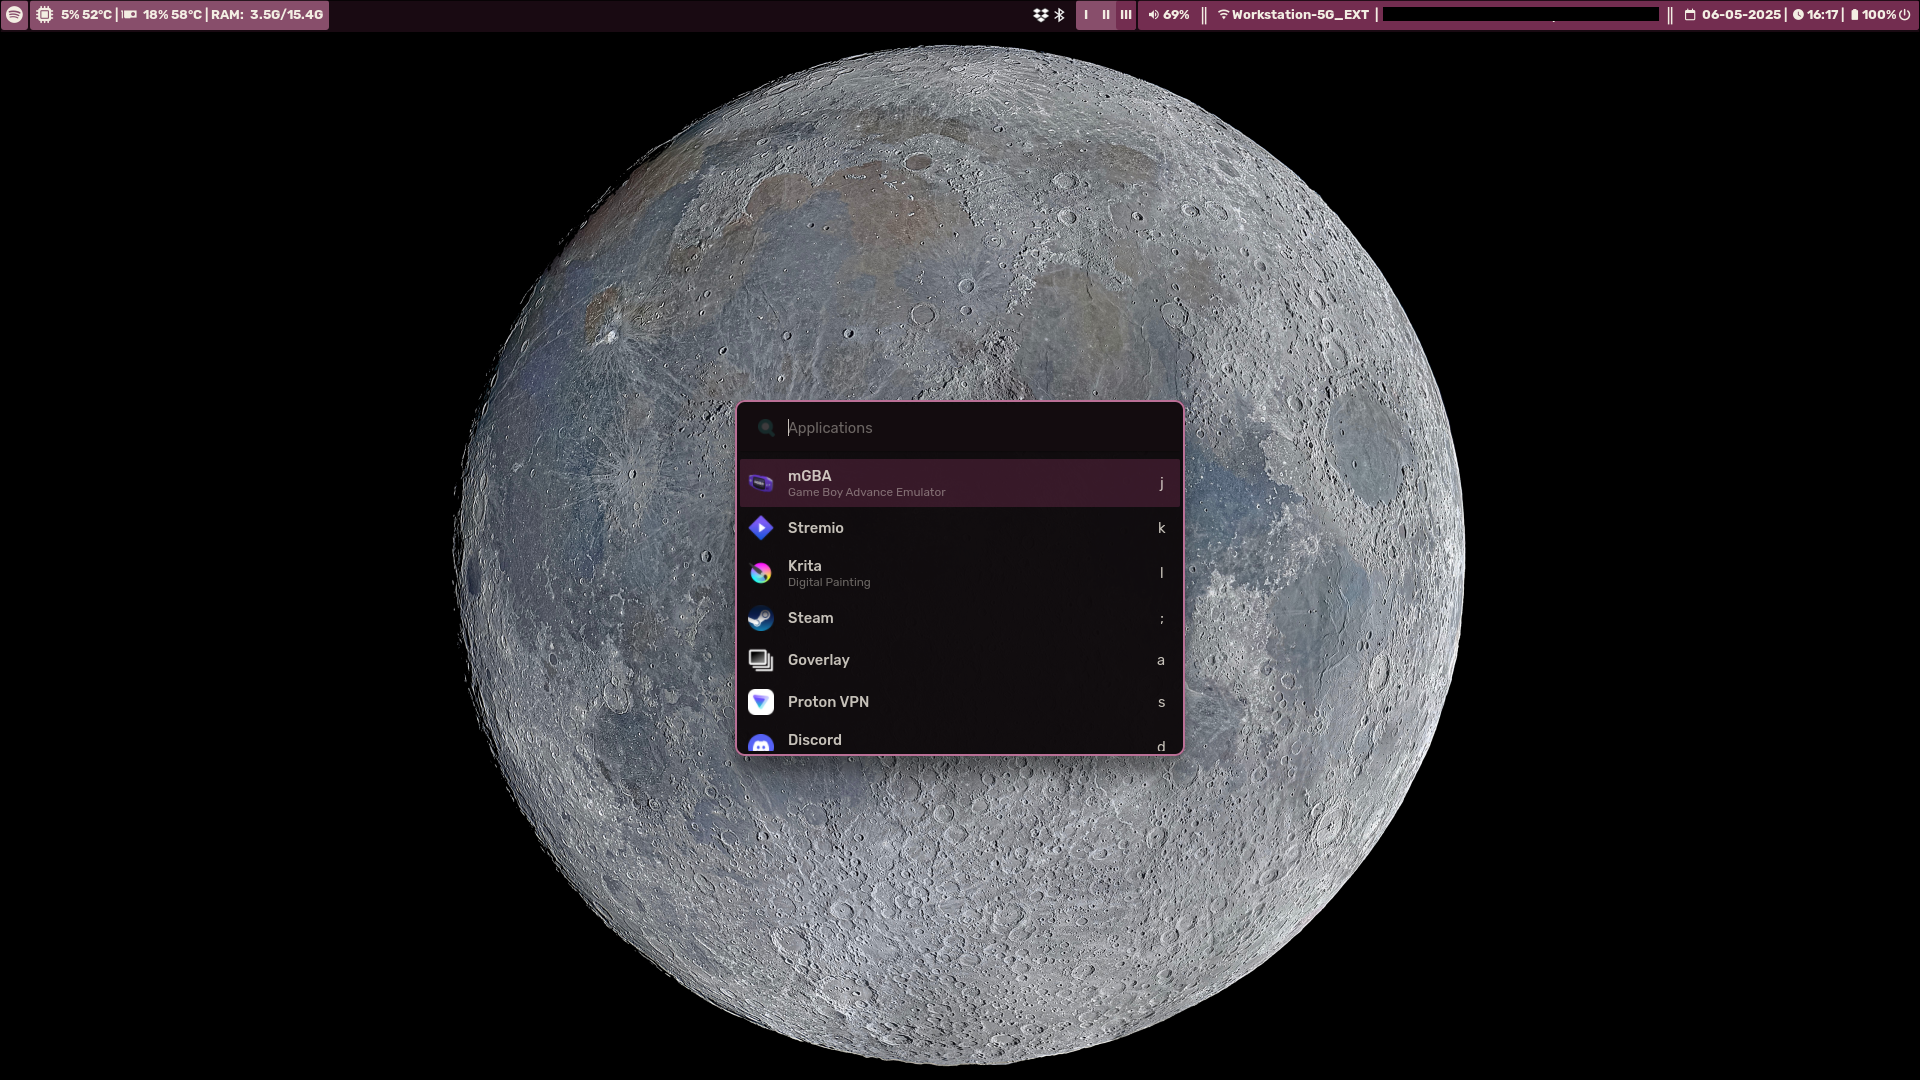 5% 52°C | 18% 58°C | RAM: 3.5G/15.4G
I II III
69% || Workstation-5G_EXT | || 06-05-2025 | 16:17 | 100%
Applications
mGBA j
Game Boy Advance Emulator
Stremio k
Krita l
Digital Painting
Steam ;
Goverlay a
Proton VPN s
Discord d